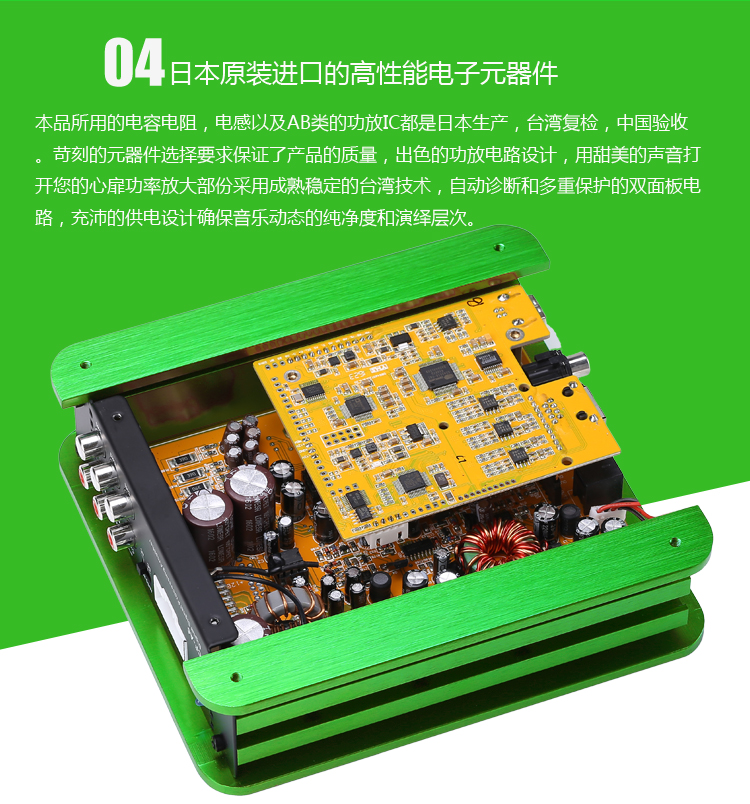 04 日本原装进口的高性能电子元器件
本品所用的电容电阻，电感以及AB类的功放IC都是日本生产，台湾复检，中国验收
。苛刻的元器件选择要求保证了产品的质量，出色的功放电路设计，用甜美的声音打
开您的心扉功率放大部份采用成熟稳定的台湾技术，自动诊断和多重保护的双面板电
路，充沛的供电设计确保音乐动态的纯净度和演绎层次。